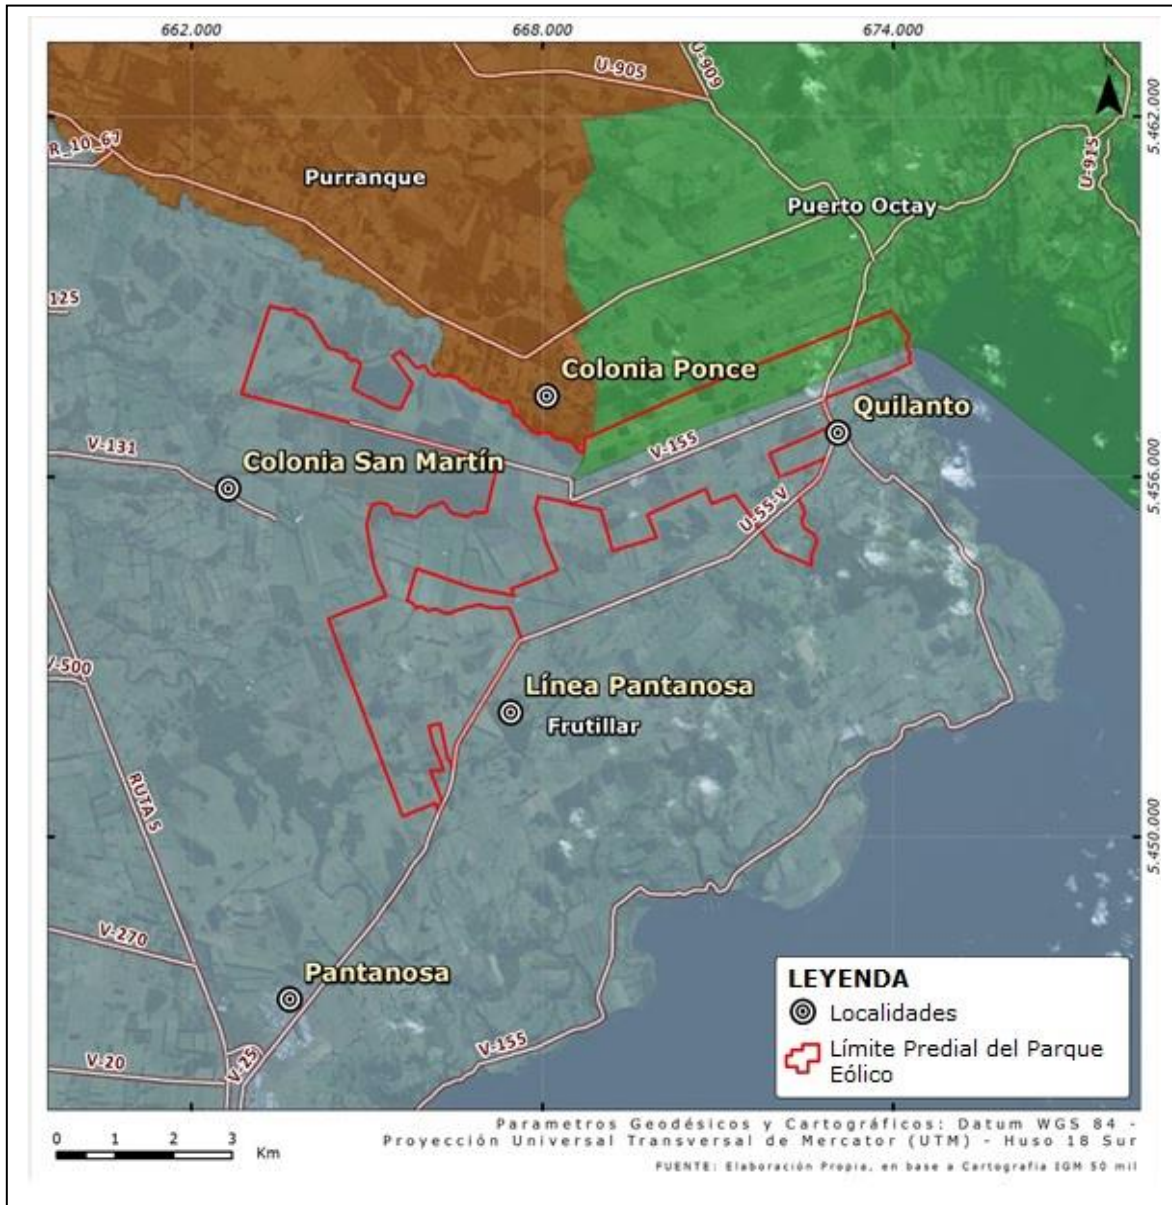 662.000
668.000
674.000
U-905
U-909
5.462.000
R_10_67
U-915
Purranque
Puerto Octay
125
Colonia Ponce
Quilanto
V-155
V-131
Colonia San Martín
5.456.000
U-55-V
V-500
Línea Pantanosa
Frutillar
RUTA 5
5.450.000
V-270
Pantanosa
LEYENDA
Localidades
Límite Predial del Parque
Eólico
V-155
V-20
V-25
Parametros Geodésicos y Cartográficos: Datum WGS 84 -
Proyección Universal Transversal de Mercator (UTM) - Huso 18 Sur
0 1 2 3
Km
FUENTE: Elaboración Propia, en base a Cartografia IGM 50 mil